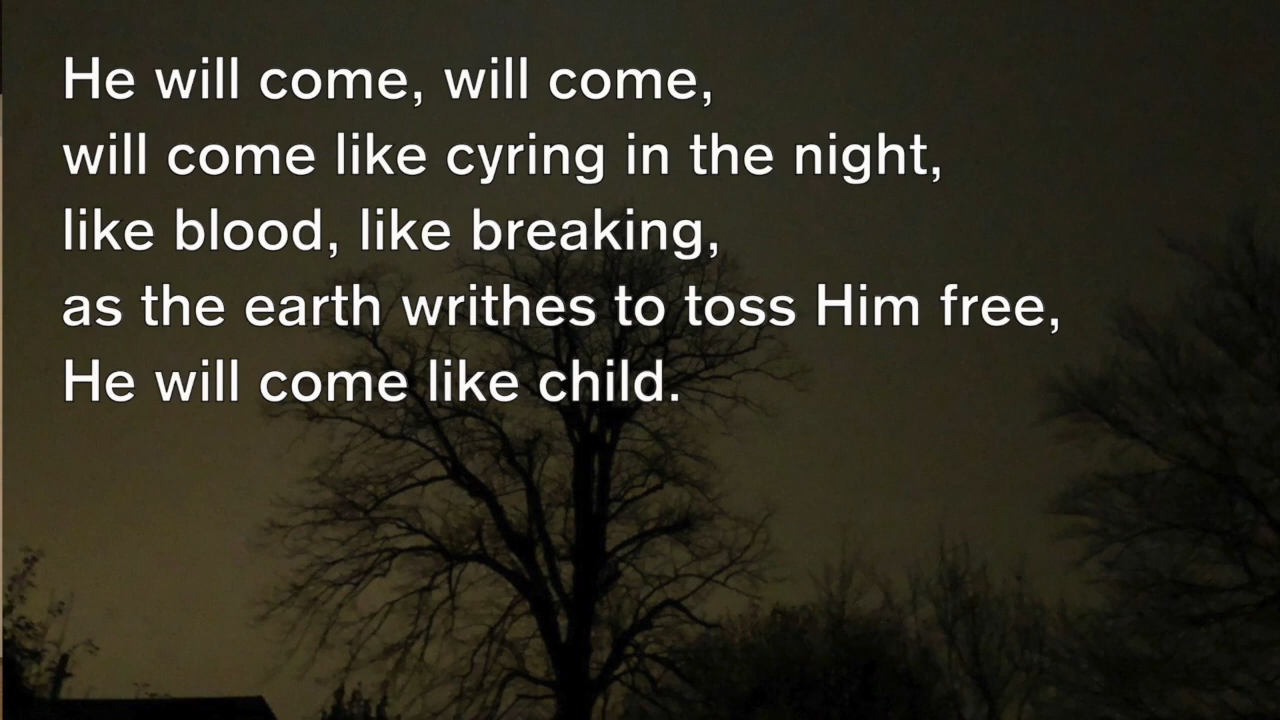 He will come, will come,
will come like cyring in the night,
like blood, like breaking,
as the earth writhes to toss Him free,
He will come like child.